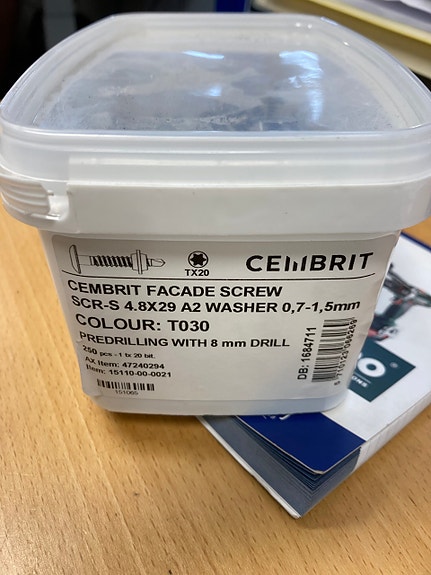 TX20
CEMBRIT
CEMBRIT FACADE SCREW
SCR-S 4.8X29 A2 WASHER 0,7-1,5mm
COLOUR: T030
PREDRILLING WITH 8 mm DRILL
250 pcs - 1 tx 20 bit.
AX Item: 47240294
Item: 15110-00-0021
151065
DB: 1684711